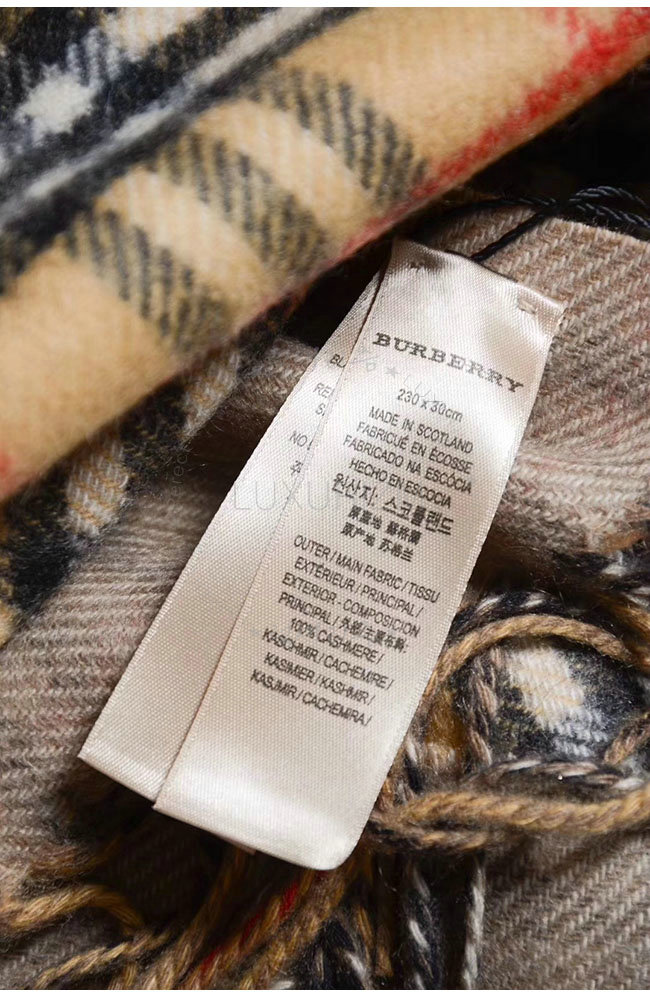 BURBERRY
230 x 30cm
MADE IN SCOTLAND
FABRIQUÉ EN ÉCOSSE
FABRICADO NA ESCÓCIA
HECHO EN ESCOCIA
원산지: 스코틀랜드
原產地 蘇格蘭
原产地 苏格兰
OUTER / MAIN FABRIC / TISSU
EXTÉRIEUR / PRINCIPAL /
EXTERIOR - COMPOSICION
PRINCIPAL / 外部/主要布料:
100% CASHMERE /
KASCHMIR / CACHEMIRE /
KASIMIER / KASHMIR /
KASJMIR / CACHEMIRA /